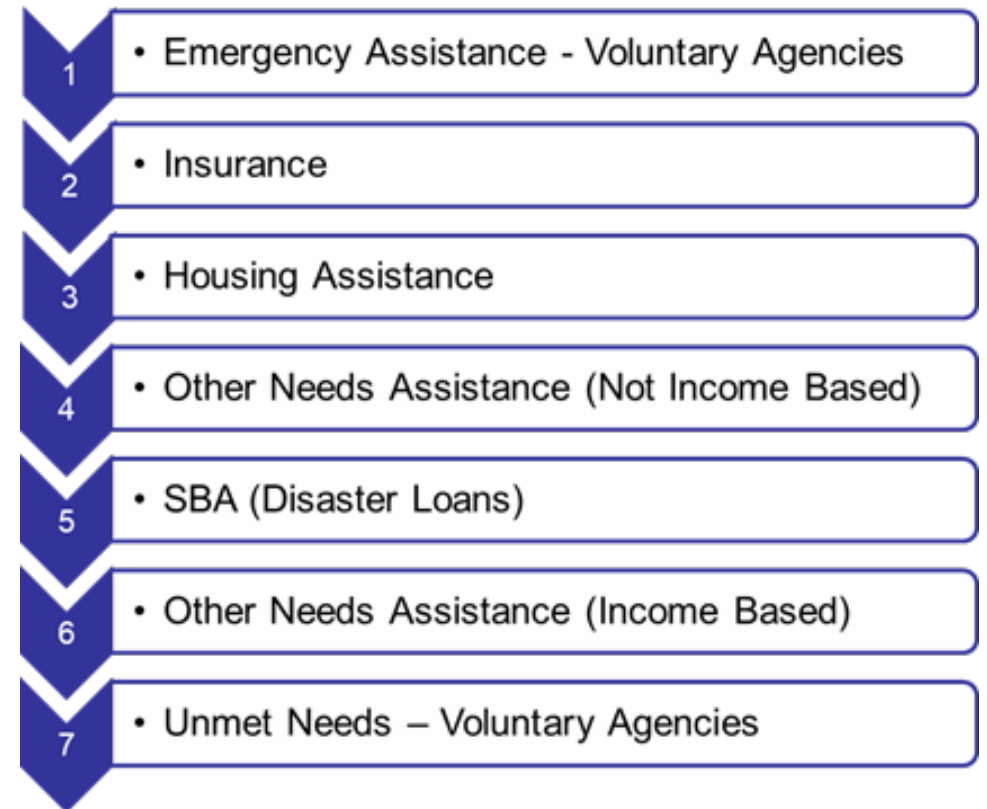 1
• Emergency Assistance - Voluntary Agencies
2
• Insurance
3
• Housing Assistance
4
• Other Needs Assistance (Not Income Based)
5
• SBA (Disaster Loans)
6
• Other Needs Assistance (Income Based)
7
• Unmet Needs – Voluntary Agencies